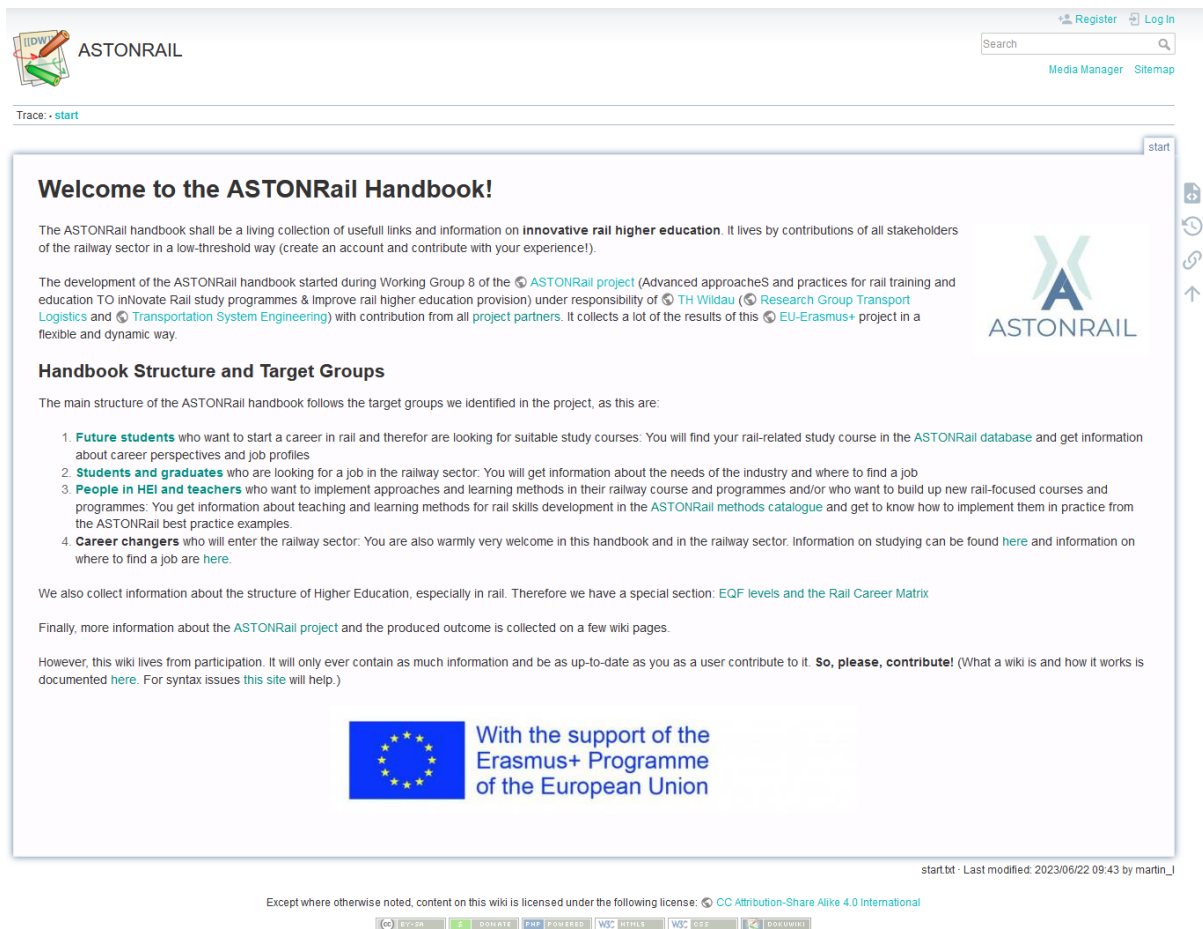 Register Log In
[[DW]]
ASTONRAIL
Search
Media Manager Sitemap
Trace: • start
start
Welcome to the ASTONRail Handbook!
The ASTONRail handbook shall be a living collection of usefull links and information on innovative rail higher education. It lives by contributions of all stakeholders
of the railway sector in a low-threshold way (create an account and contribute with your experience!).
The development of the ASTONRail handbook started during Working Group 8 of the ASTONRail project (Advanced approacheS and practices for rail training and
education TO inNovate Rail study programmes & Improve rail higher education provision) under responsibility of TH Wildau ( Research Group Transport
Logistics and Transportation System Engineering) with contribution from all project partners. It collects a lot of the results of this EU-Erasmus+ project in a
flexible and dynamic way.
ASTONRAIL
Handbook Structure and Target Groups
The main structure of the ASTONRail handbook follows the target groups we identified in the project, as this are:
1. Future students who want to start a career in rail and therefor are looking for suitable study courses: You will find your rail-related study course in the ASTONRail database and get information
about career perspectives and job profiles
2. Students and graduates who are looking for a job in the railway sector: You will get information about the needs of the industry and where to find a job
3. People in HEI and teachers who want to implement approaches and learning methods in their railway course and programmes and/or who want to build up new rail-focused courses and
programmes: You get information about teaching and learning methods for rail skills development in the ASTONRail methods catalogue and get to know how to implement them in practice from
the ASTONRail best practice examples.
4. Career changers who will enter the railway sector: You are also warmly very welcome in this handbook and in the railway sector. Information on studying can be found here and information on
where to find a job are here.
We also collect information about the structure of Higher Education, especially in rail. Therefore we have a special section: EQF levels and the Rail Career Matrix
Finally, more information about the ASTONRail project and the produced outcome is collected on a few wiki pages.
However, this wiki lives from participation. It will only ever contain as much information and be as up-to-date as you as a user contribute to it. So, please, contribute! (What a wiki is and how it works is
documented here. For syntax issues this site will help.)
With the support of the
Erasmus+ Programme
of the European Union
start.txt · Last modified: 2023/06/22 09:43 by martin_l
Except where otherwise noted, content on this wiki is licensed under the following license: CC Attribution-Share Alike 4.0 International
CC BY-SA $ DONATE PHP POWERED W3C HTML5 W3C CSS DOKUWIKI